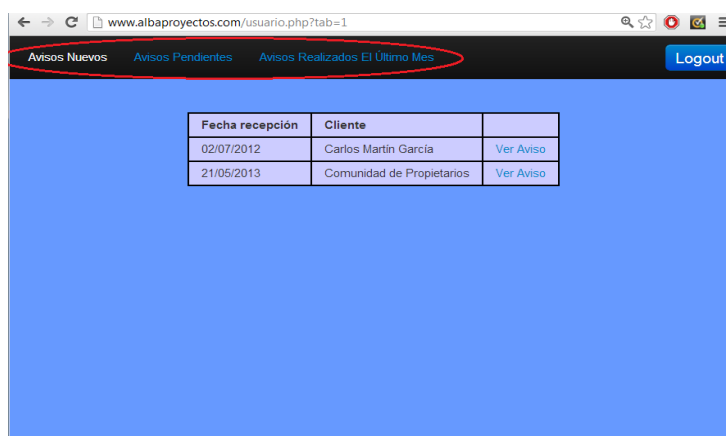 www.albaproyectos.com/usuario.php?tab=1
Avisos Nuevos Avisos Pendientes Avisos Realizados El Último Mes Logout
Fecha recepción Cliente
02/07/2012 Carlos Martín García Ver Aviso
21/05/2013 Comunidad de Propietarios Ver Aviso